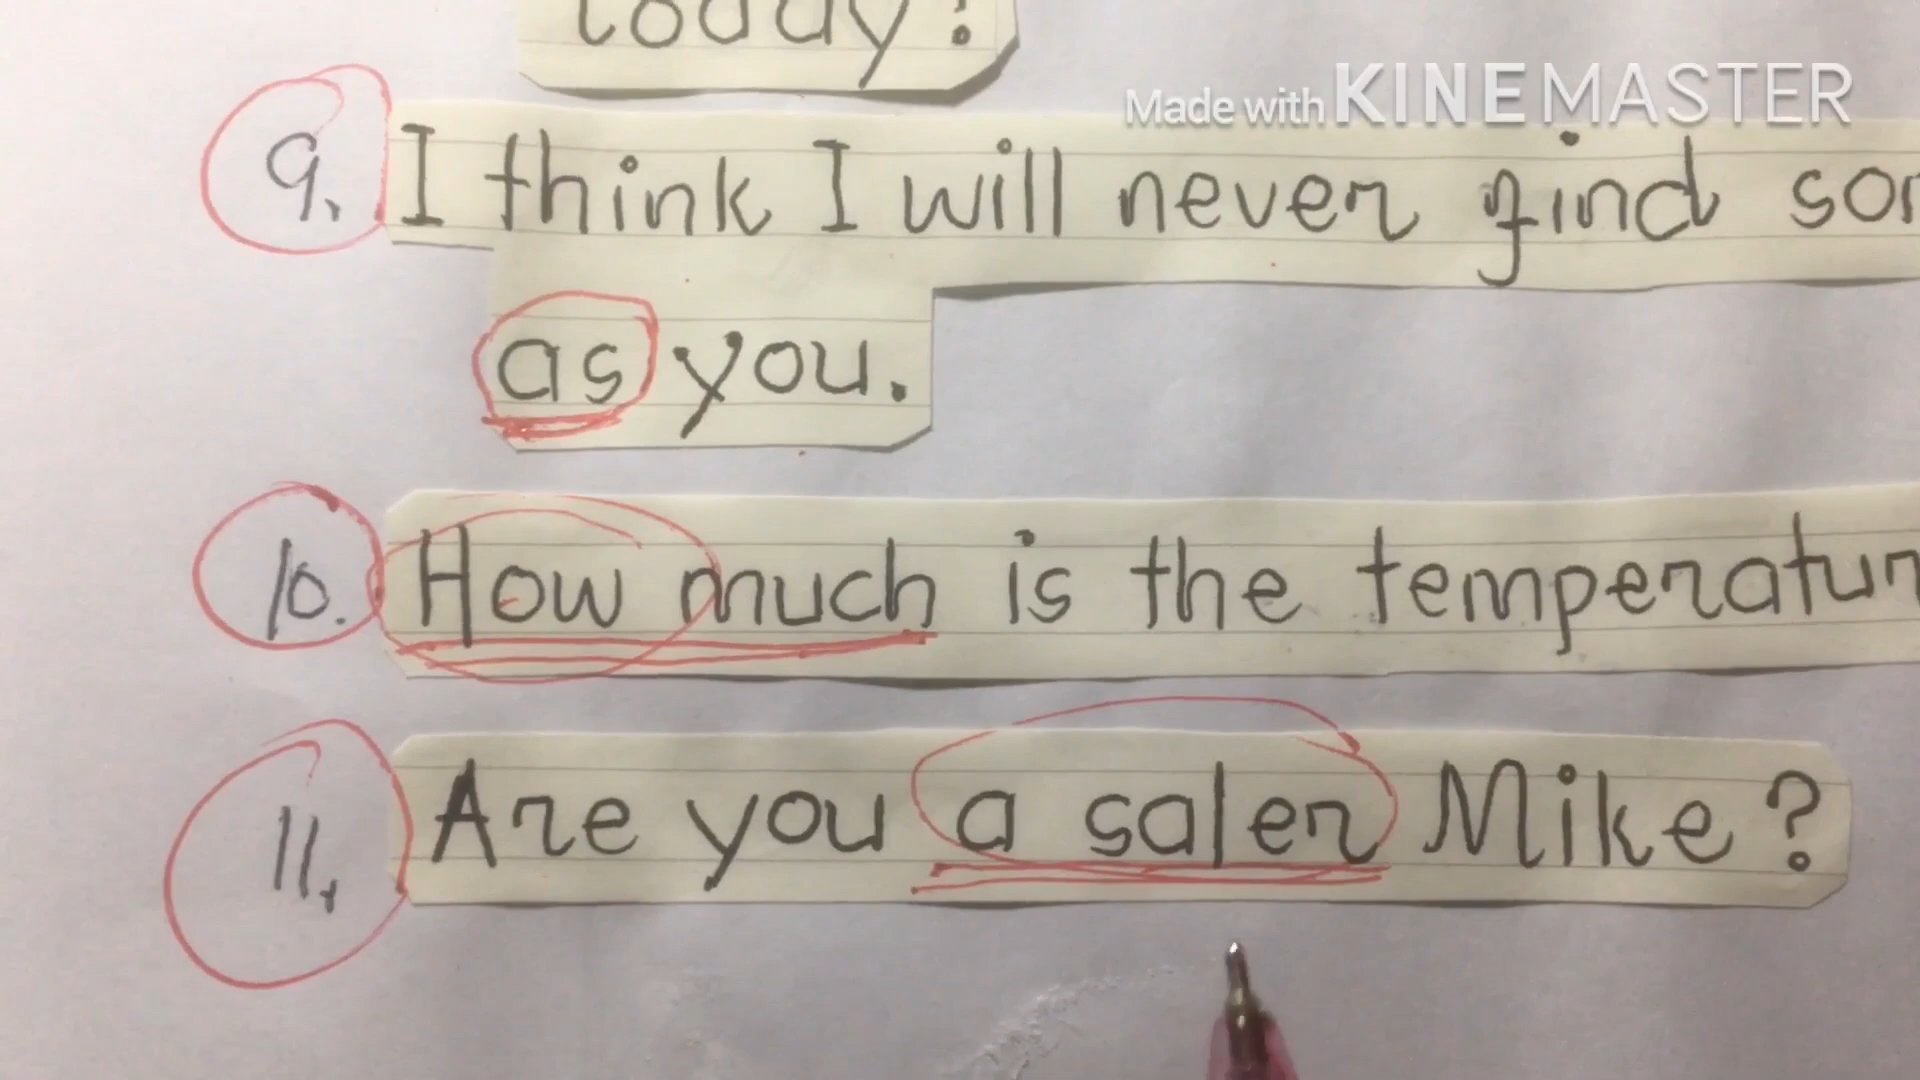 today?
Made with KINEMASTER
9. I think I will never find
as you.
10. How much is the
11. Are you a saler Mike?